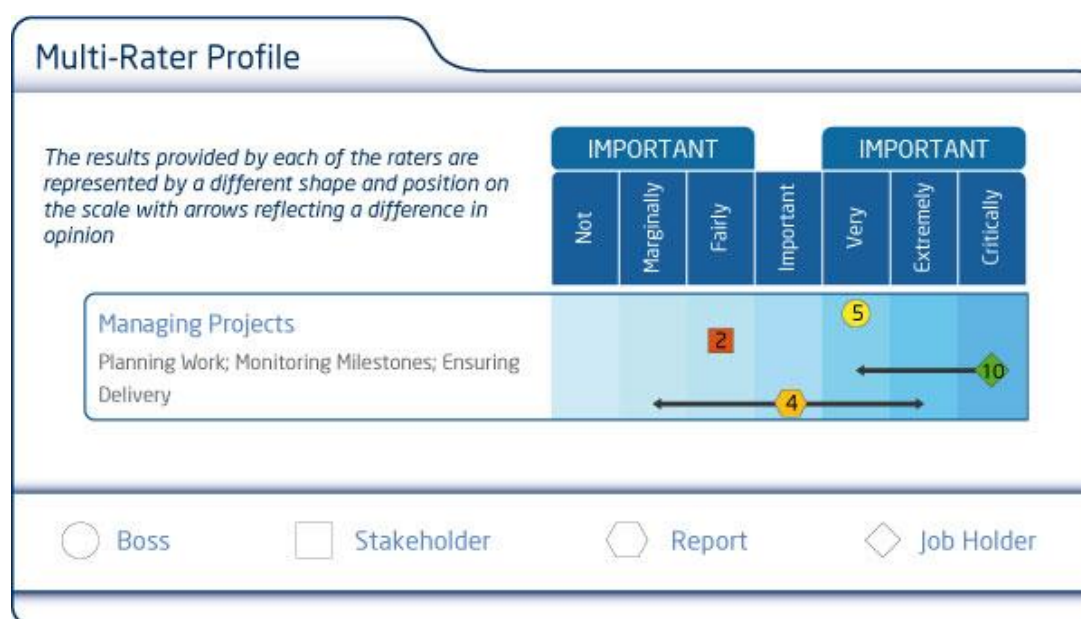 Multi-Rater Profile
The results provided by each of the raters are
represented by a different shape and position on
the scale with arrows reflecting a difference in
opinion
IMPORTANT
IMPORTANT
Not
Marginally
Fairly
Important
Very
Extremely
Critically
Managing Projects
Planning Work; Monitoring Milestones; Ensuring
Delivery
5
2
10
4
Boss
Stakeholder
Report
Job Holder